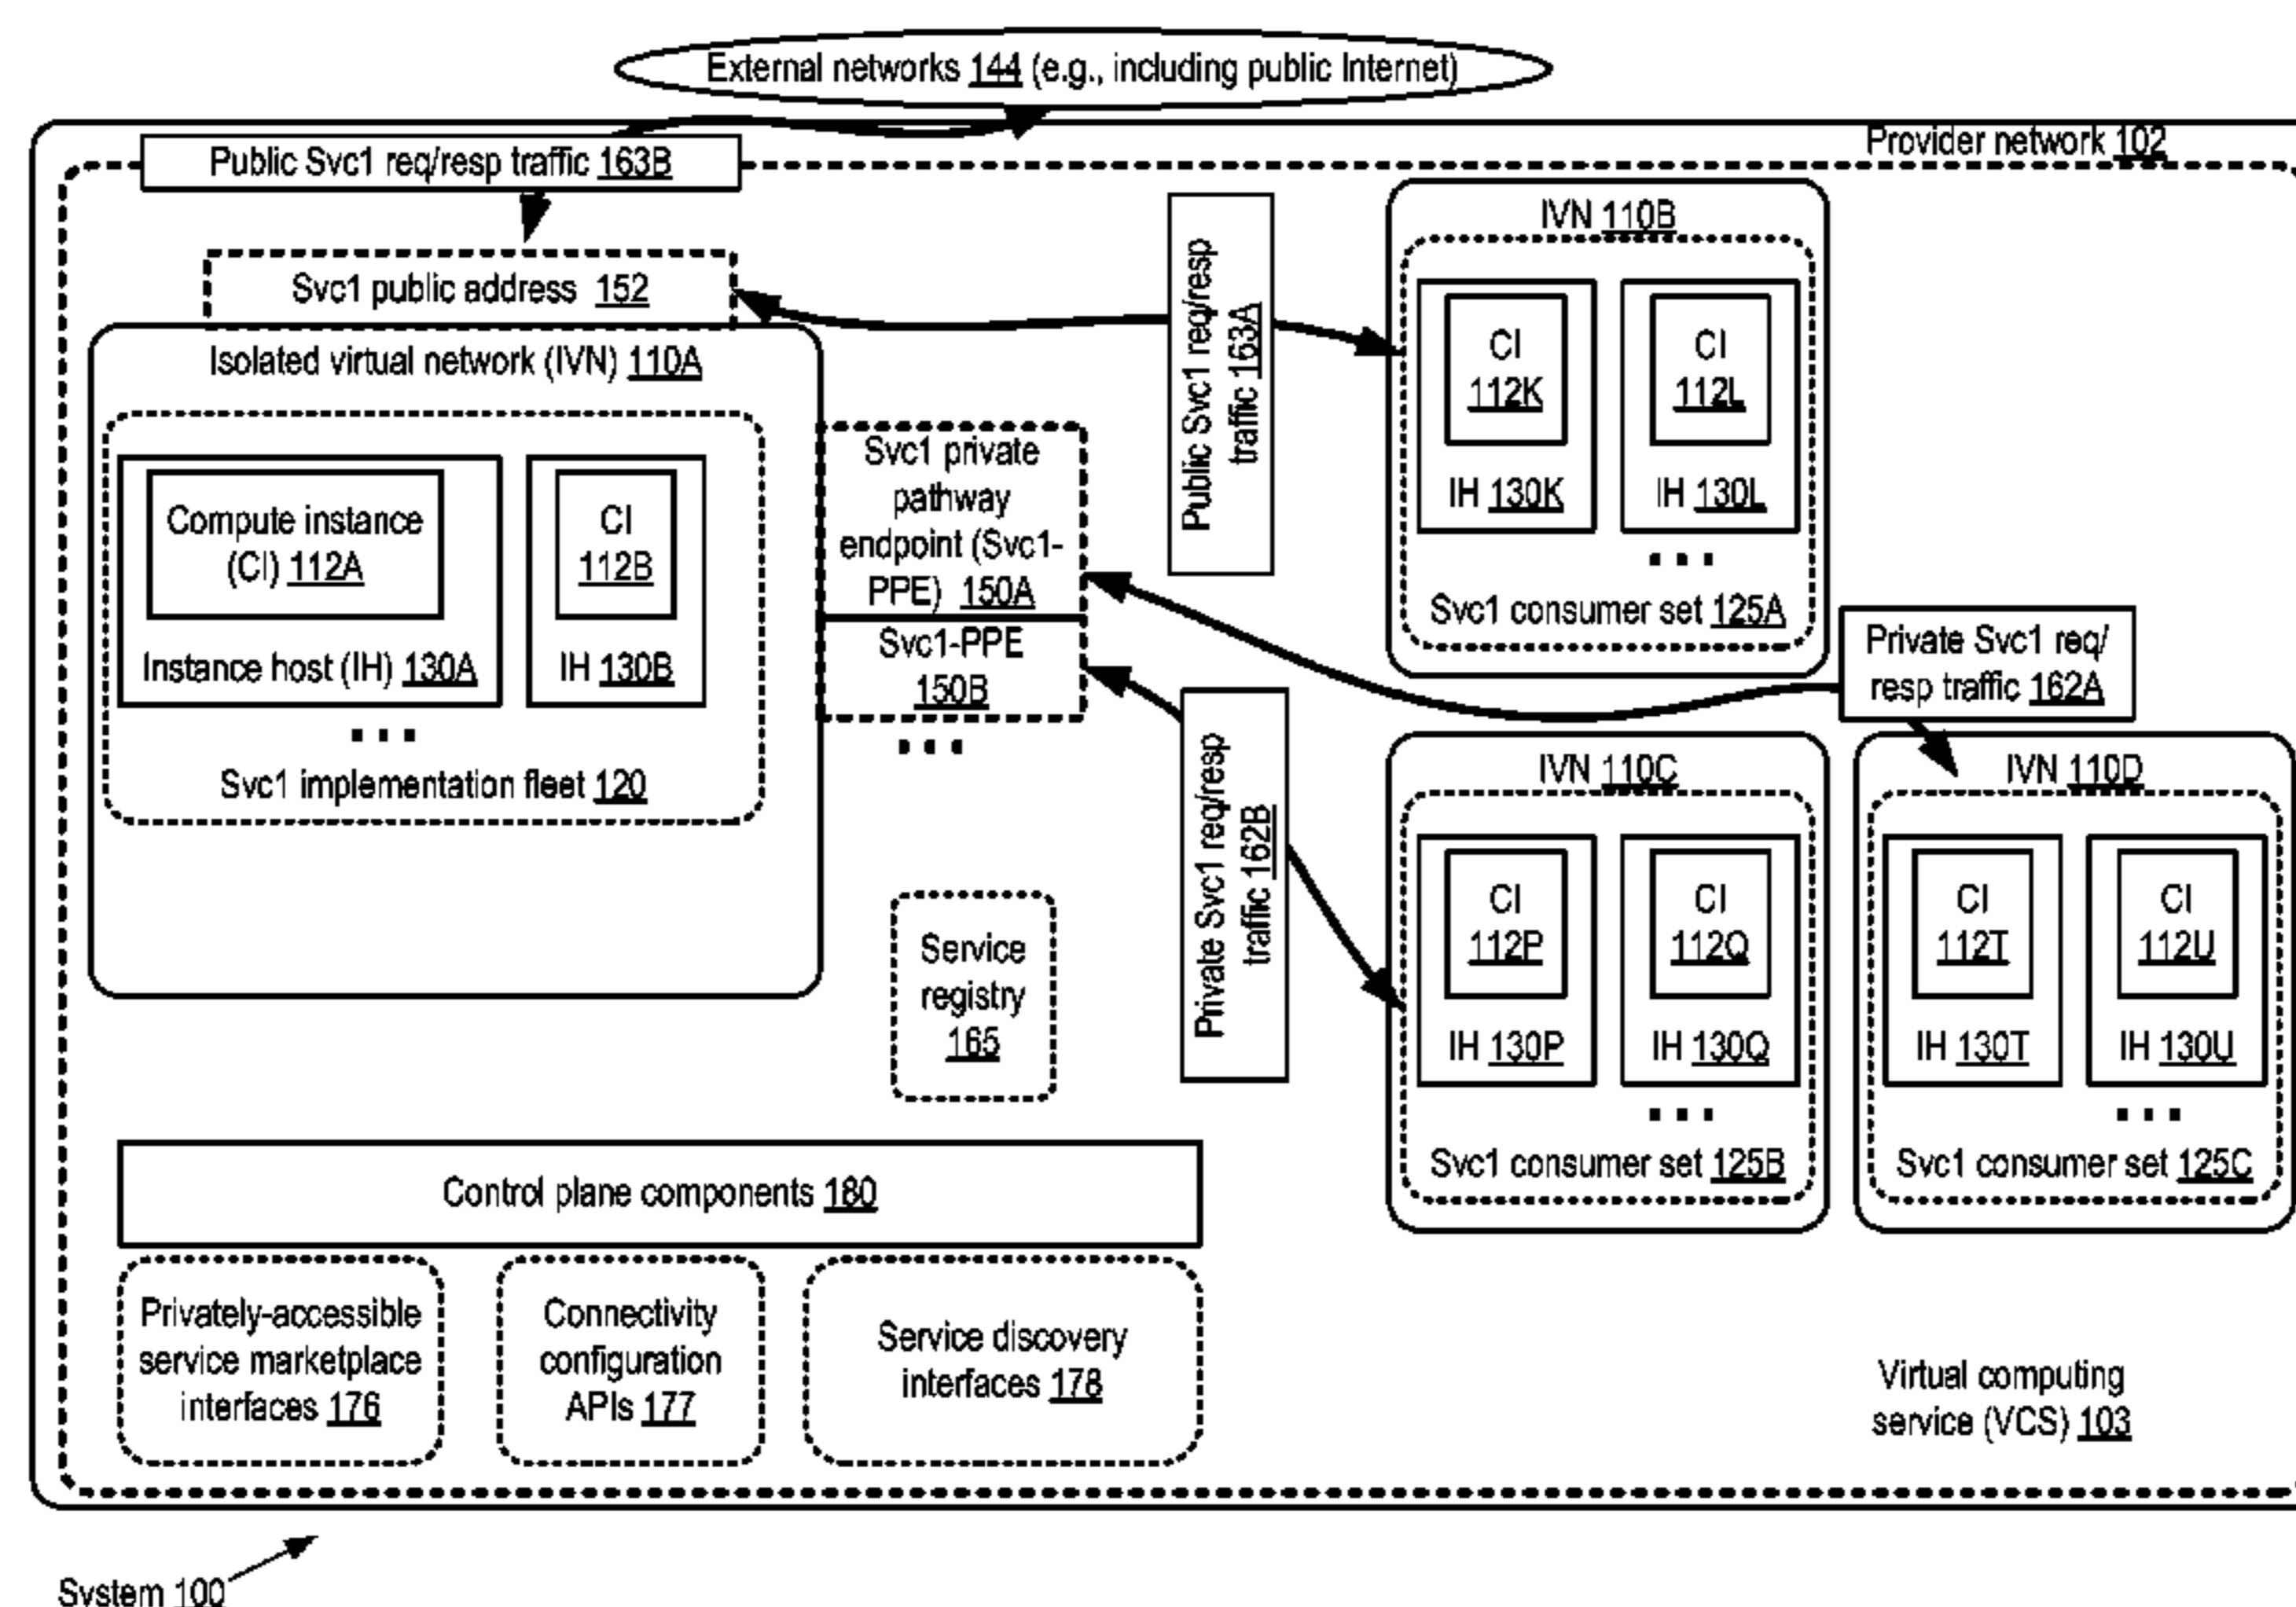 External networks 144 (e.g., including public Internet)
Provider network 102
Public Svc1 req/resp traffic 163B
Svc1 public address 152
Isolated virtual network (IVN) 110A
Compute instance
(CI) 112A
Instance host (IH) 130A
CI
112B
IH 130B
...
Svc1 implementation fleet 120
Svc1 private
pathway
endpoint (Svc1-
PPE) 150A
Svc1-PPE
150B
...
Public Svc1 req/resp
traffic 163A
IVN 110B
CI
112K
IH 130K
CI
112L
IH 130L
...
Svc1 consumer set 125A
Private Svc1 req/
resp traffic 162A
Private Svc1 req/resp
traffic 162B
IVN 110C
CI
112P
IH 130P
CI
112Q
IH 130Q
...
Svc1 consumer set 125B
IVN 110D
CI
112T
IH 130T
CI
112U
IH 130U
...
Svc1 consumer set 125C
Service
registry
165
Control plane components 180
Privately-accessible
service marketplace
interfaces 176
Connectivity
configuration
APIs 177
Service discovery
interfaces 178
Virtual computing
service (VCS) 103
System 100